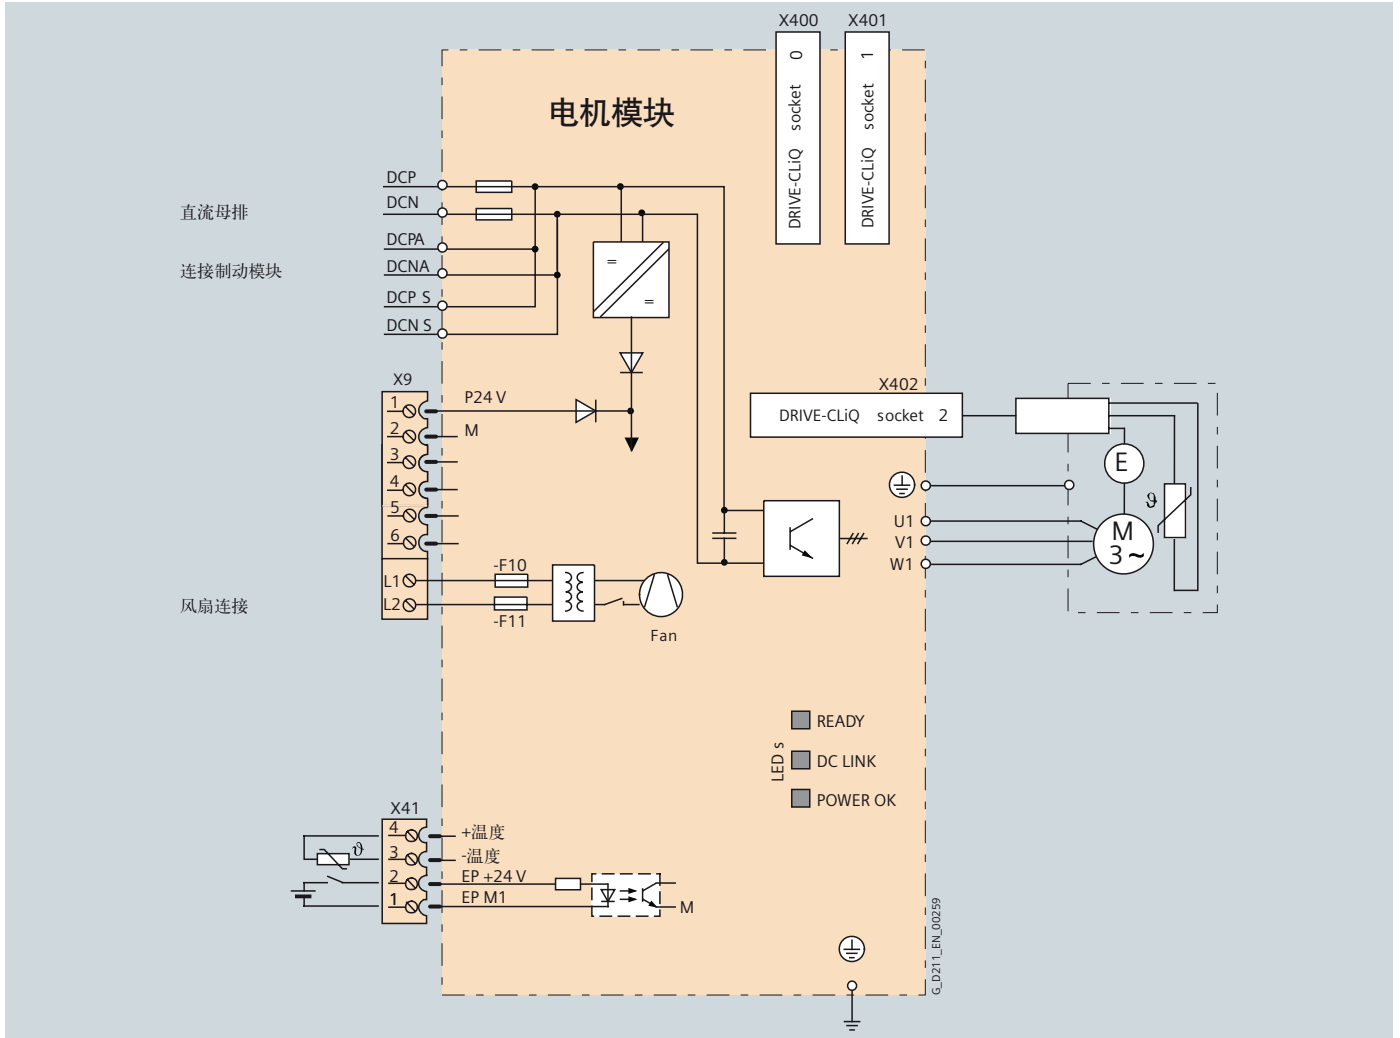 X400
X401
DRIVE-CLiQ socket 0
DRIVE-CLiQ socket 1
电机模块
DCP
DCN
直流母排
DCPA
连接制动模块
DCNA
DCP S
DCN S
=
=
X9
1
P24 V
2
M
3
4
5
6
X402
DRIVE-CLiQ socket 2
E
ϑ
U1
V1
W1
M
3 ~
-F10
L1
L2
风扇连接
-F11
Fan
LED s
READY
DC LINK
POWER OK
X41
4
+温度
ϑ
3
-温度
2
EP +24 V
1
EP M1
M
G_D211_EN_00259